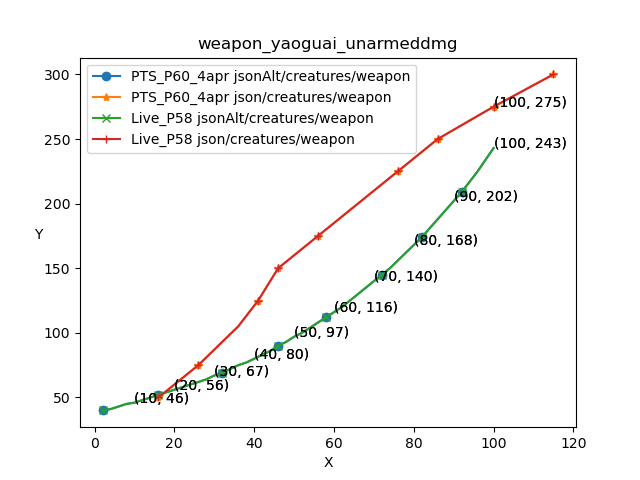 weapon_yaoguai_unarmeddmg
PTS_P60_4apr jsonAlt/creatures/weapon
PTS_P60_4apr json/creatures/weapon
Live_P58 jsonAlt/creatures/weapon
Live_P58 json/creatures/weapon
300
250
200
150
100
50
Y
(100, 275)
(100, 243)
(90, 202)
(80, 168)
(70, 140)
(60, 116)
(50, 97)
(40, 80)
(30, 67)
(20, 56)
(10, 46)
0 20 40 60 80 100 120
X